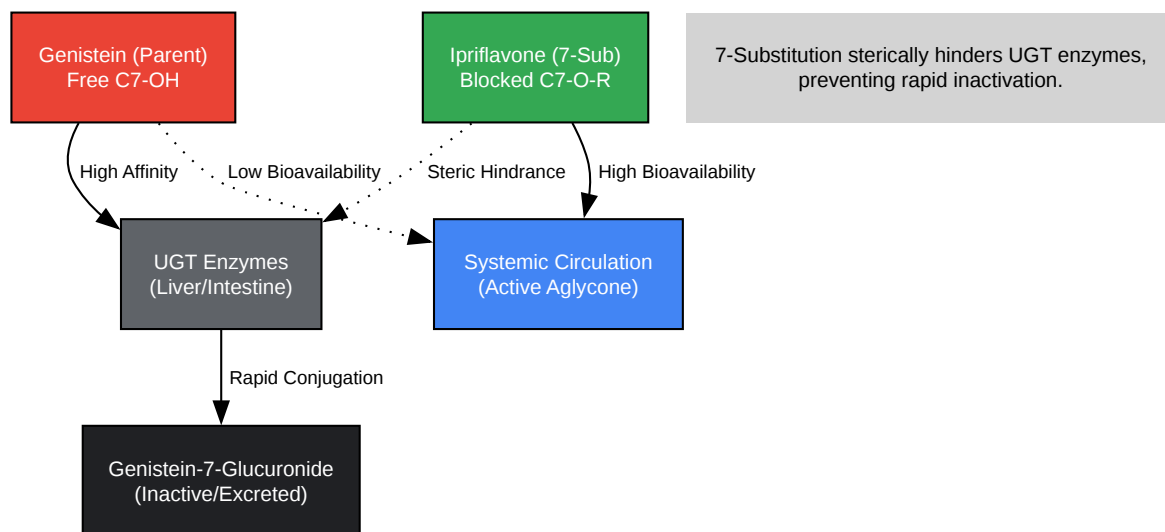 Genistein (Parent)
Free C7-OH
Ipriflavone (7-Sub)
Blocked C7-O-R
7-Substitution sterically hinders UGT enzymes,
preventing rapid inactivation.
High Affinity
Low Bioavailability
Steric Hindrance
High Bioavailability
UGT Enzymes
(Liver/Intestine)
Systemic Circulation
(Active Aglycone)
Rapid Conjugation
Genistein-7-Glucuronide
(Inactive/Excreted)